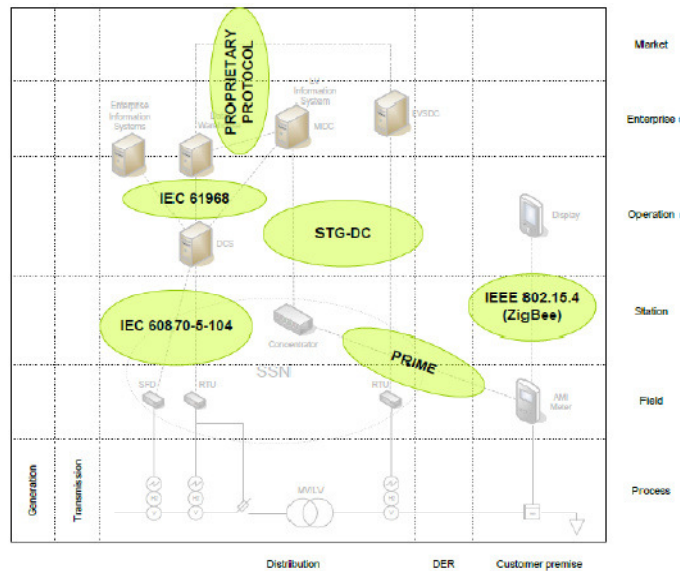 Market
PROPRIETARY
PROTOCOL
Information
System
Enterprise
Information
Systems
MDC
EVSDC
Enterprise
IEC 61968
Operation
STG-DC
Display
DCS
IEC 60870-5-104
IEEE 802.15.4
(ZigBee)
Station
Concentrator
PRIME
SSN
SFD
RTU
RTU
AMI
Meter
Field
MV/LV
Process
Generation
Transmission
Distribution
DER
Customer premise